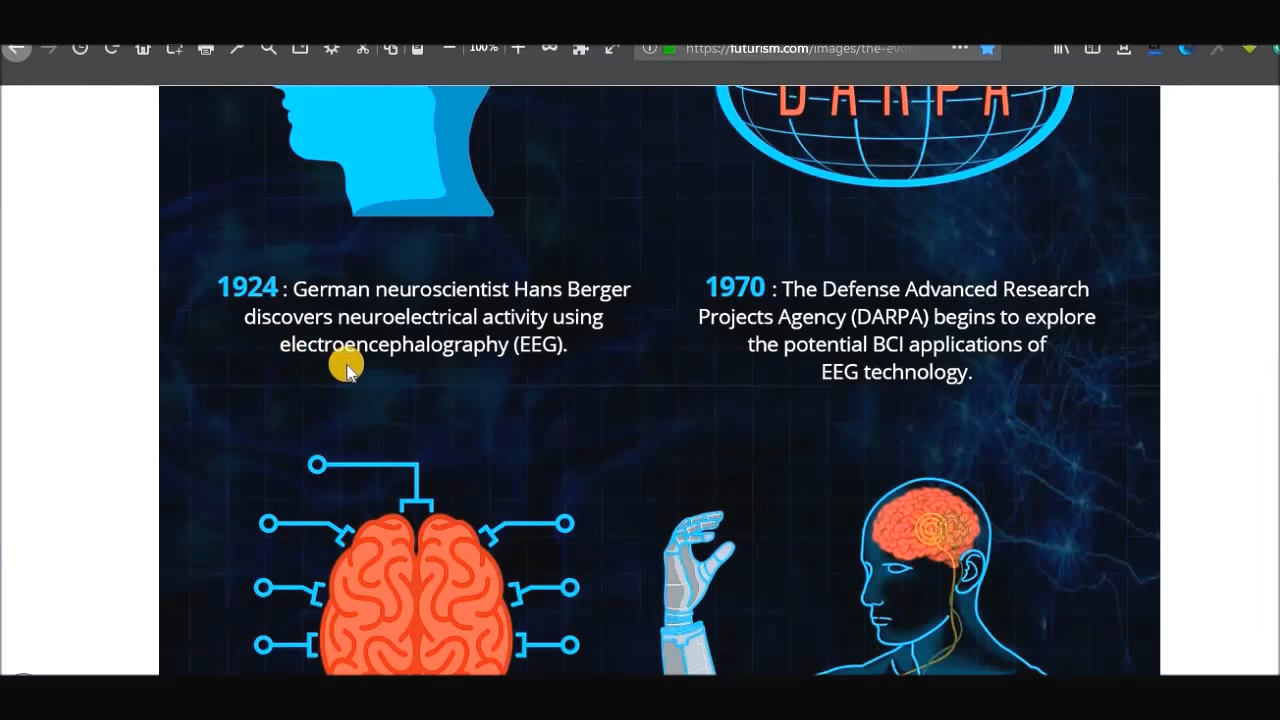 100%
https://futurism.com/images/the-evo
DARPA
1924 : German neuroscientist Hans Berger
discovers neuroelectrical activity using
electroencephalography (EEG).
1970 : The Defense Advanced Research
Projects Agency (DARPA) begins to explore
the potential BCI applications of
EEG technology.